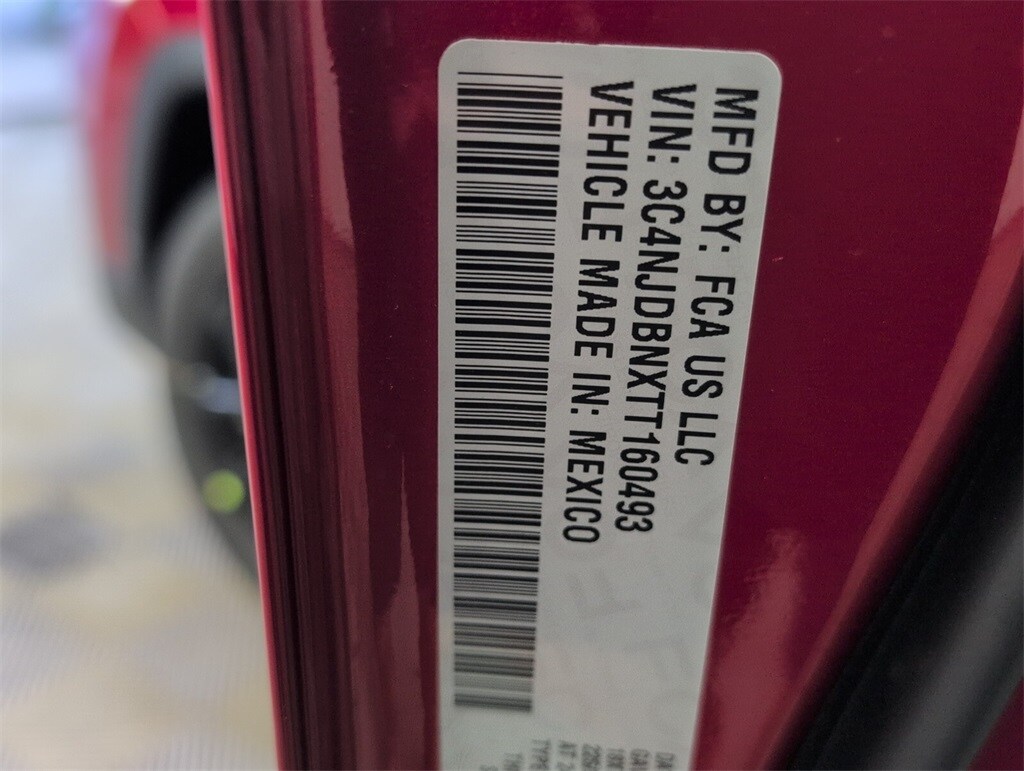 MFD BY: FCA US LLC
VIN: 3C4NJDBNXTT160493
VEHICLE MADE IN: MEXICO